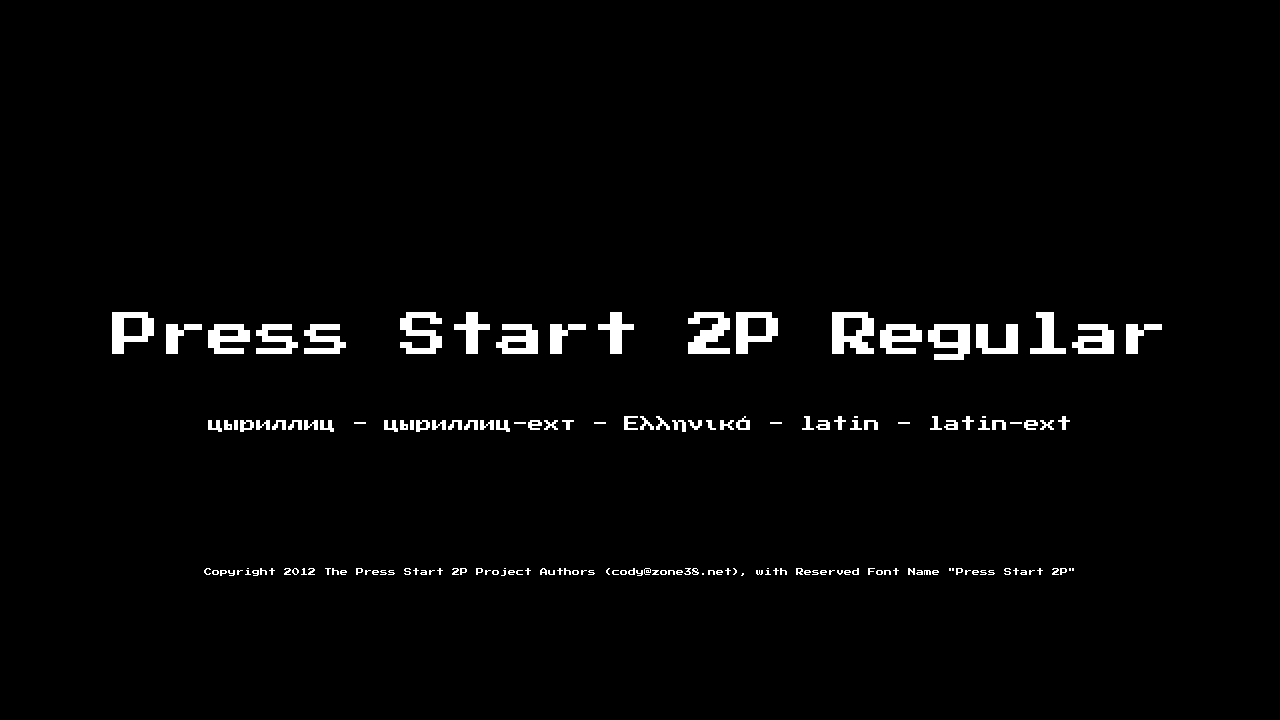 Press Start 2P Regular
цыриллиц - цыриллиц-ехт - Ελληνικά - latin - latin-ext
Copyright 2012 The Press Start 2P Project Authors (cody@zone38.net), with Reserved Font Name "Press Start 2P"